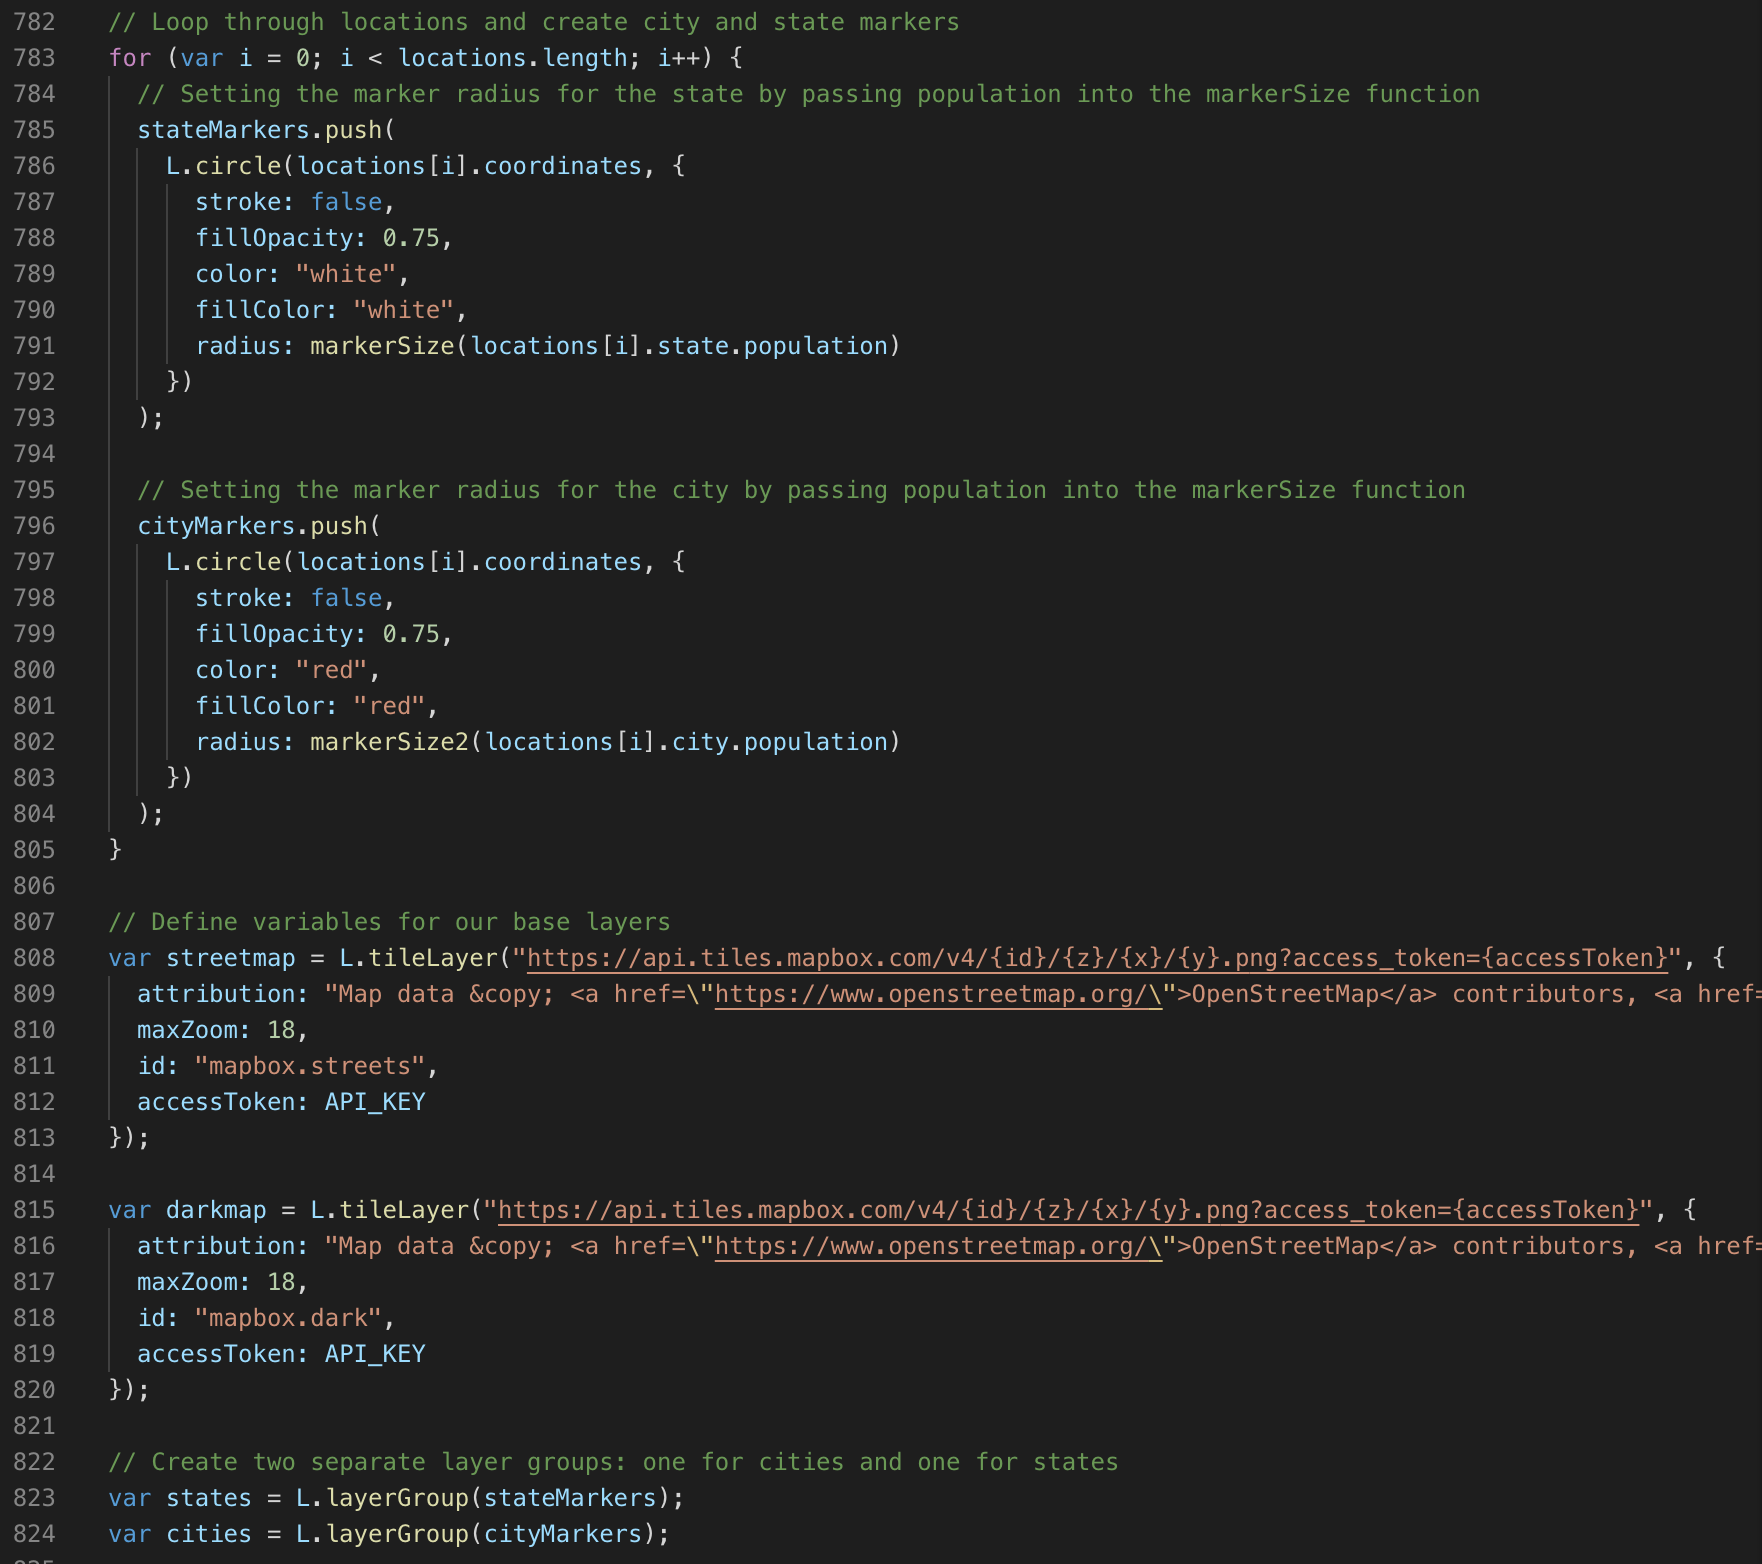 782 // Loop through locations and create city and state markers
783 for (var i = 0; i < locations.length; i++) {
784 // Setting the marker radius for the state by passing population into the markerSize function
785 stateMarkers.push(
786 L.circle(locations[i].coordinates, {
787 stroke: false,
788 fillOpacity: 0.75,
789 color: "white",
790 fillColor: "white",
791 radius: markerSize(locations[i].state.population)
792 })
793 );
794
795 // Setting the marker radius for the city by passing population into the markerSize function
796 cityMarkers.push(
797 L.circle(locations[i].coordinates, {
798 stroke: false,
799 fillOpacity: 0.75,
800 color: "red",
801 fillColor: "red",
802 radius: markerSize2(locations[i].city.population)
803 })
804 );
805 }
806
807 // Define variables for our base layers
808 var streetmap = L.tileLayer("https://api.tiles.mapbox.com/v4/{id}/{z}/{x}/{y}.png?access_token={accessToken}", {
809 attribution: "Map data &copy; <a href=\"https://www.openstreetmap.org/\">OpenStreetMap</a> contributors, <a href=
810 maxZoom: 18,
811 id: "mapbox.streets",
812 accessToken: API_KEY
813 });
814
815 var darkmap = L.tileLayer("https://api.tiles.mapbox.com/v4/{id}/{z}/{x}/{y}.png?access_token={accessToken}", {
816 attribution: "Map data &copy; <a href=\"https://www.openstreetmap.org/\">OpenStreetMap</a> contributors, <a href=
817 maxZoom: 18,
818 id: "mapbox.dark",
819 accessToken: API_KEY
820 });
821
822 // Create two separate layer groups: one for cities and one for states
823 var states = L.layerGroup(stateMarkers);
824 var cities = L.layerGroup(cityMarkers);